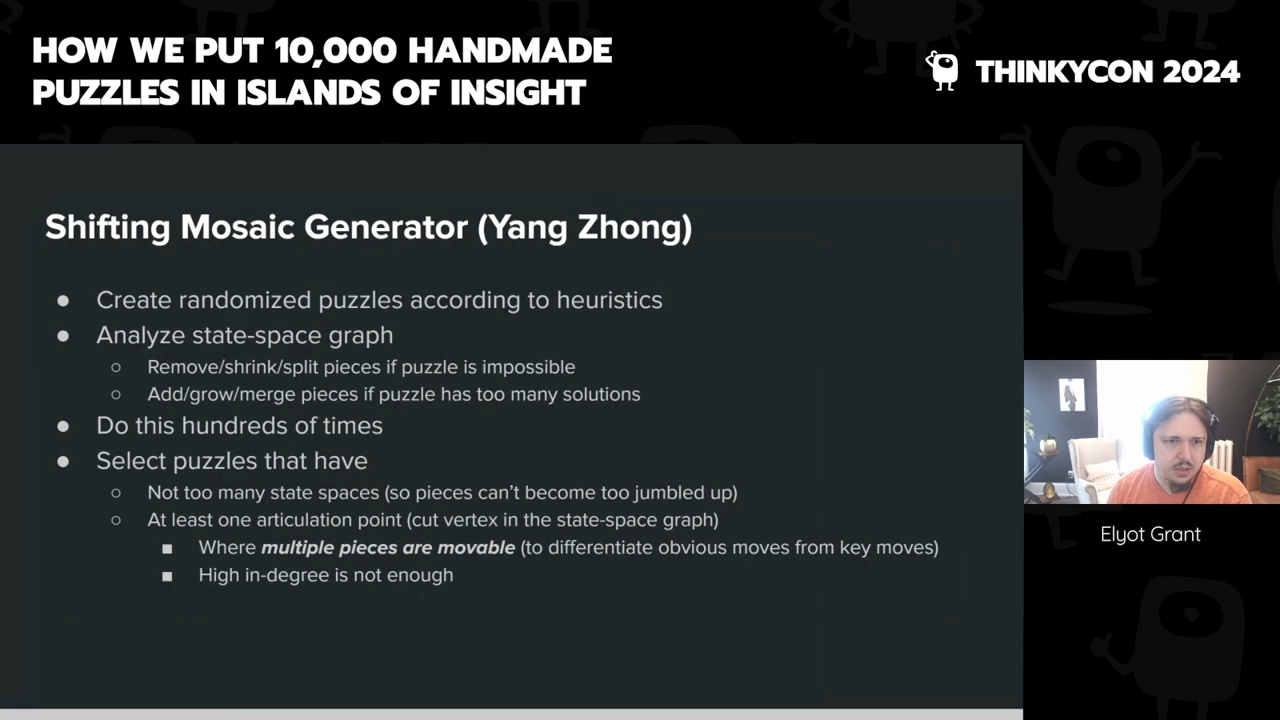 HOW WE PUT 10,000 HANDMADE
PUZZLES IN ISLANDS OF INSIGHT
THINKYCON 2024
Shifting Mosaic Generator (Yang Zhong)
● Create randomized puzzles according to heuristics
● Analyze state-space graph
○ Remove/shrink/split pieces if puzzle is impossible
○ Add/grow/merge pieces if puzzle has too many solutions
● Do this hundreds of times
● Select puzzles that have
○ Not too many state spaces (so pieces can't become too jumbled up)
○ At least one articulation point (cut vertex in the state-space graph)
■ Where multiple pieces are movable (to differentiate obvious moves from key moves)
■ High in-degree is not enough
Elyot Grant